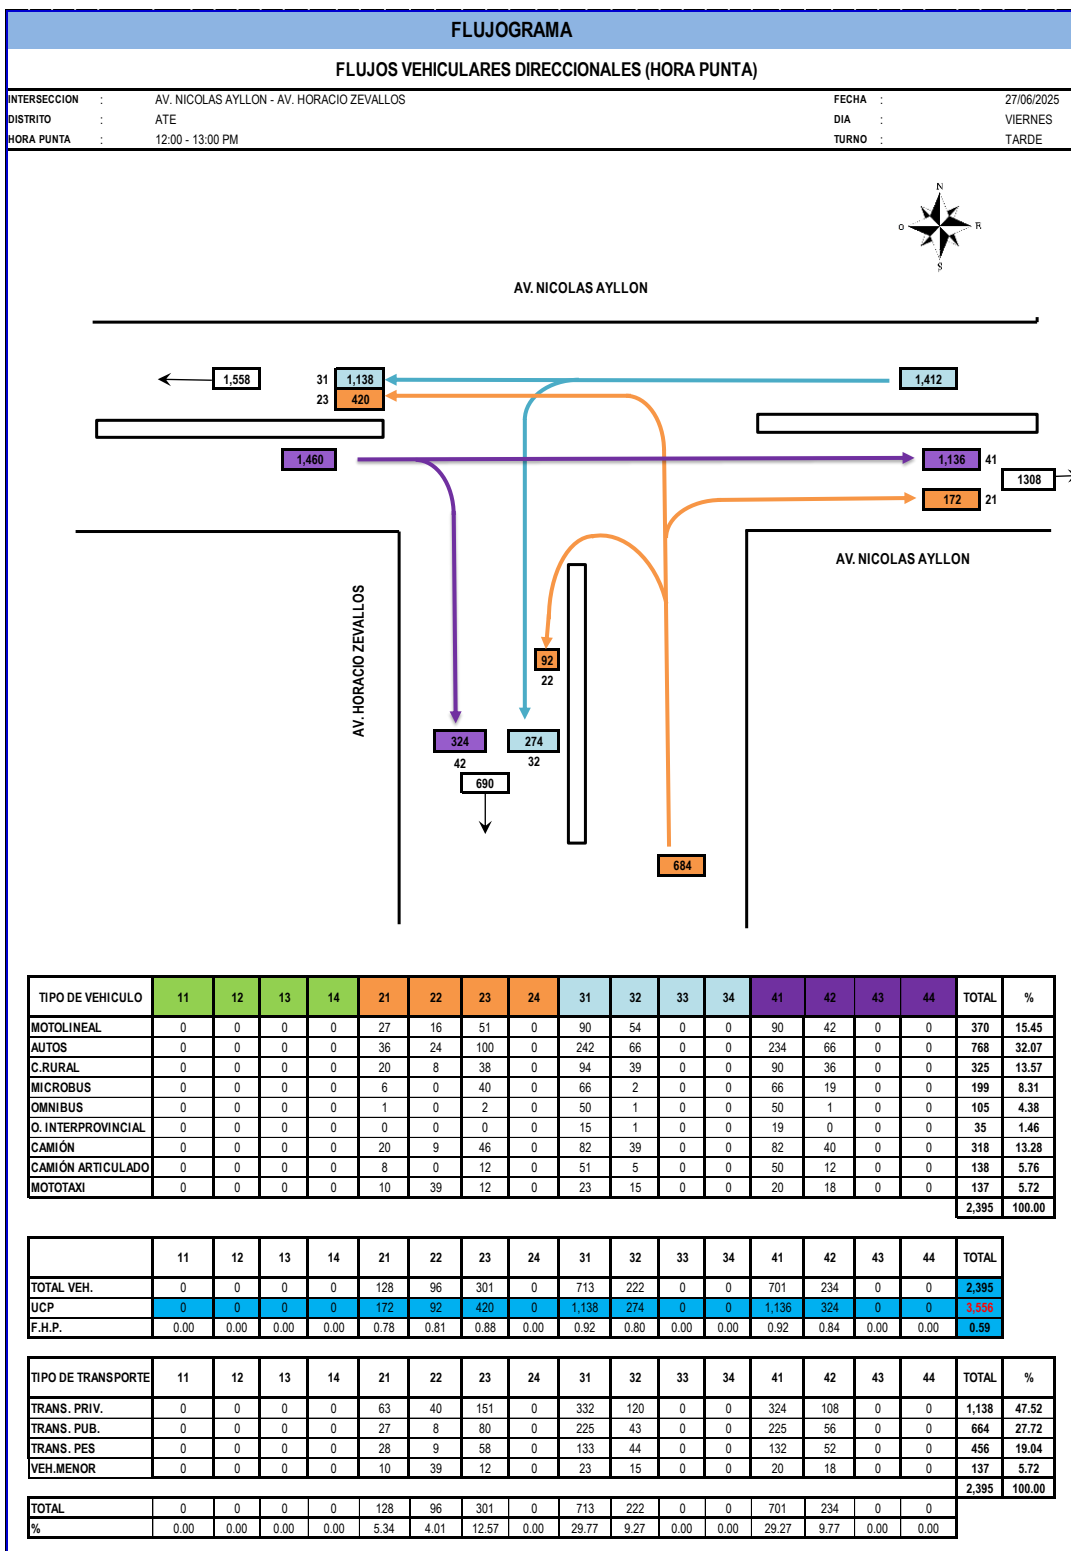 FLUJOGRAMA
FLUJOS VEHICULARES DIRECCIONALES (HORA PUNTA)
INTERSECCION : AV. NICOLAS AYLLON - AV. HORACIO ZEVALLOS FECHA : 27/06/2025
DISTRITO : ATE DIA : VIERNES
HORA PUNTA : 12:00 - 13:00 PM TURNO : TARDE
N
O E
S
AV. NICOLAS AYLLON
1,558 31 1,138 1,412
23 420
1,460 1,136 41
1308
172 21
AV. NICOLAS AYLLON
AV. HORACIO ZEVALLOS
92
22
324 274
42 32
690
684
TIPO DE VEHICULO 11 12 13 14 21 22 23 24 31 32 33 34 41 42 43 44 TOTAL %
MOTOLINEAL 0 0 0 0 27 16 51 0 90 54 0 0 90 42 0 0 370 15.45
AUTOS 0 0 0 0 36 24 100 0 242 66 0 0 234 66 0 0 768 32.07
C.RURAL 0 0 0 0 20 8 38 0 94 39 0 0 90 36 0 0 325 13.57
MICROBUS 0 0 0 0 6 0 40 0 66 2 0 0 66 19 0 0 199 8.31
OMNIBUS 0 0 0 0 1 0 2 0 50 1 0 0 50 1 0 0 105 4.38
O. INTERPROVINCIAL 0 0 0 0 0 0 0 0 15 1 0 0 19 0 0 0 35 1.46
CAMIÓN 0 0 0 0 20 9 46 0 82 39 0 0 82 40 0 0 318 13.28
CAMIÓN ARTICULADO 0 0 0 0 8 0 12 0 51 5 0 0 50 12 0 0 138 5.76
MOTOTAXI 0 0 0 0 10 39 12 0 23 15 0 0 20 18 0 0 137 5.72
2,395 100.00
11 12 13 14 21 22 23 24 31 32 33 34 41 42 43 44 TOTAL
TOTAL VEH. 0 0 0 0 128 96 301 0 713 222 0 0 701 234 0 0 2,395
UCP 0 0 0 0 172 92 420 0 1,138 274 0 0 1,136 324 0 0 3,556
F.H.P. 0.00 0.00 0.00 0.00 0.78 0.81 0.88 0.00 0.92 0.80 0.00 0.00 0.92 0.84 0.00 0.00 0.59
TIPO DE TRANSPORTE 11 12 13 14 21 22 23 24 31 32 33 34 41 42 43 44 TOTAL %
TRANS. PRIV. 0 0 0 0 63 40 151 0 332 120 0 0 324 108 0 0 1,138 47.52
TRANS. PUB. 0 0 0 0 27 8 80 0 225 43 0 0 225 56 0 0 664 27.72
TRANS. PES 0 0 0 0 28 9 58 0 133 44 0 0 132 52 0 0 456 19.04
VEH.MENOR 0 0 0 0 10 39 12 0 23 15 0 0 20 18 0 0 137 5.72
2,395 100.00
TOTAL 0 0 0 0 128 96 301 0 713 222 0 0 701 234 0 0
% 0.00 0.00 0.00 0.00 5.34 4.01 12.57 0.00 29.77 9.27 0.00 0.00 29.27 9.77 0.00 0.00